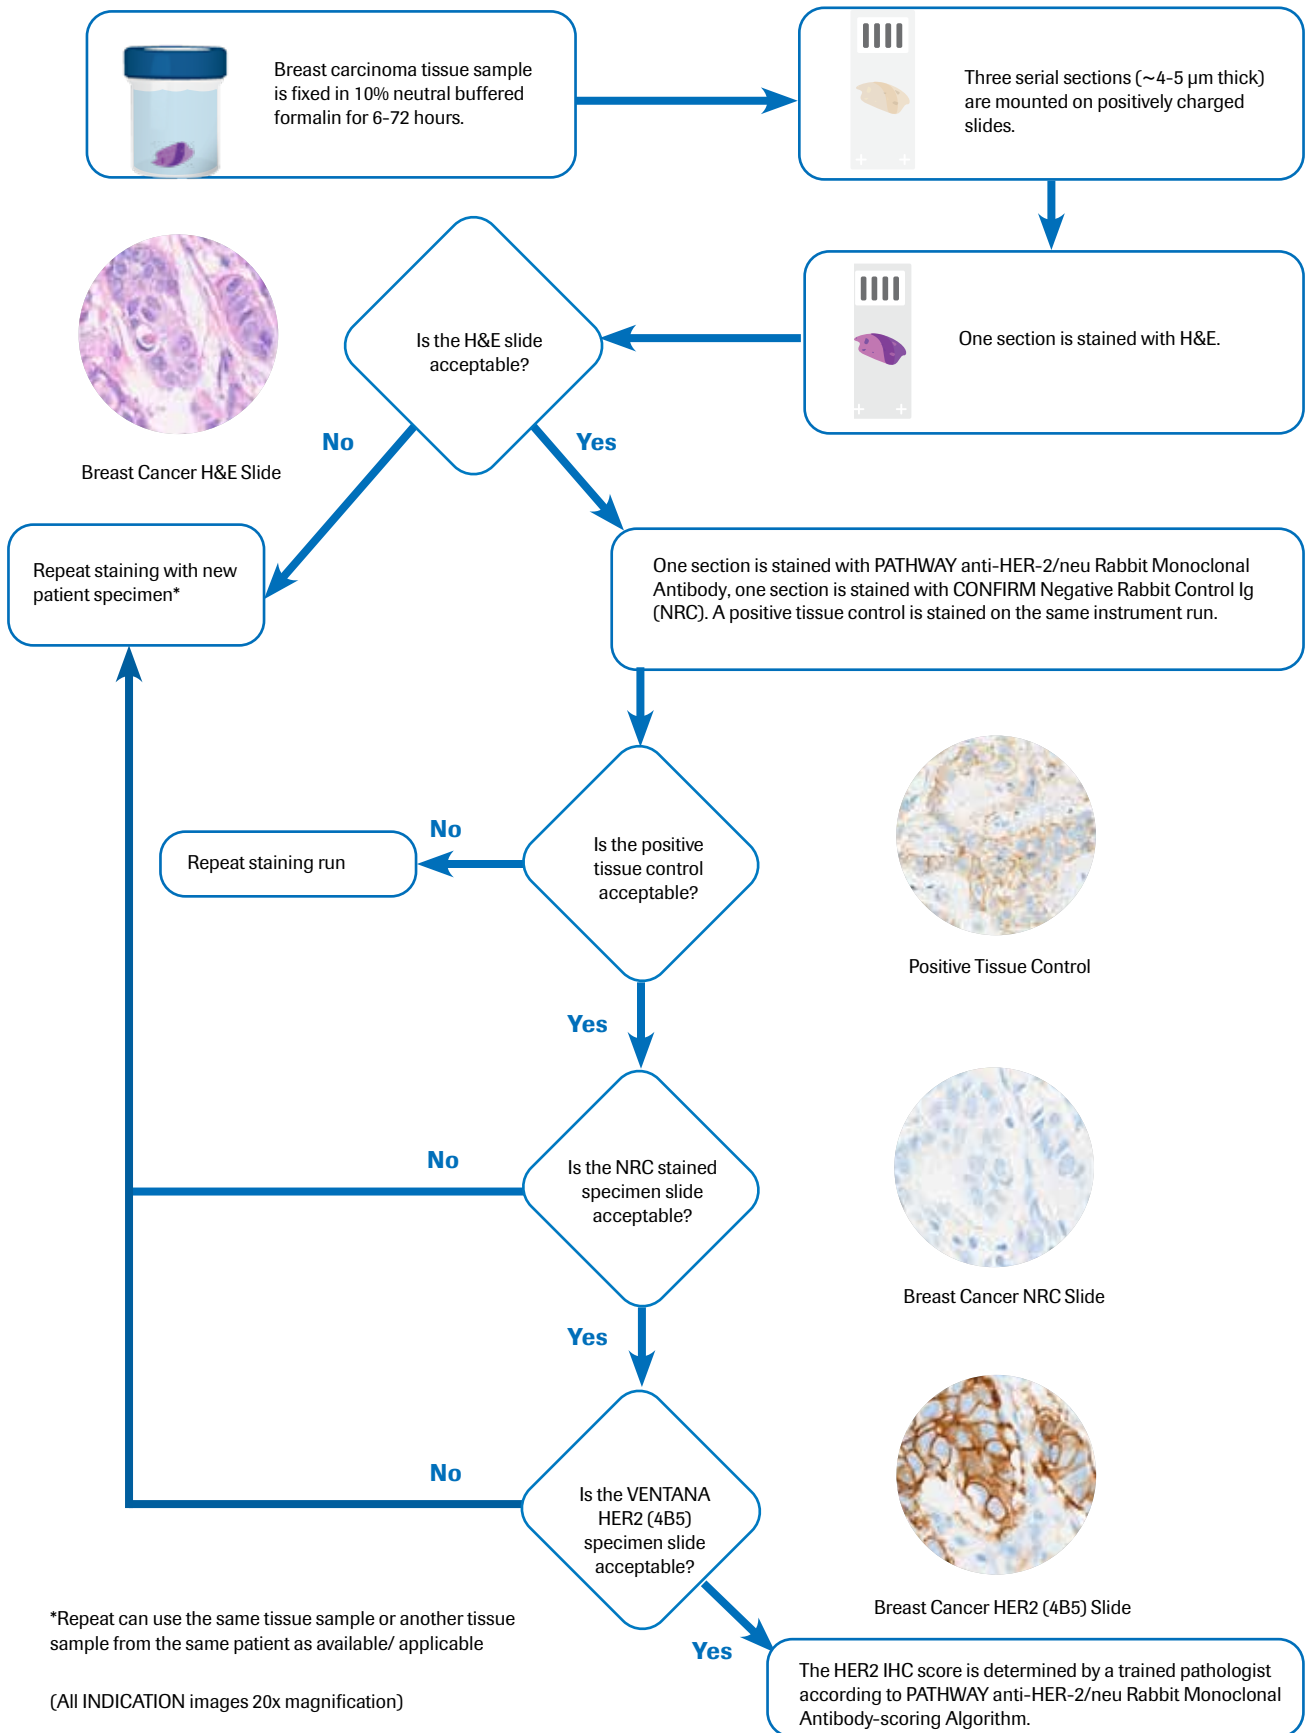 Breast carcinoma tissue sample
is fixed in 10% neutral buffered
formalin for 6-72 hours.
Three serial sections (~4-5 µm thick)
are mounted on positively charged
slides.
One section is stained with H&E.
Is the H&E slide
acceptable?
Breast Cancer H&E Slide
No
Yes
Repeat staining with new
patient specimen*
One section is stained with PATHWAY anti-HER-2/neu Rabbit Monoclonal
Antibody, one section is stained with CONFIRM Negative Rabbit Control Ig
(NRC). A positive tissue control is stained on the same instrument run.
Is the positive
tissue control
acceptable?
No
Repeat staining run
Positive Tissue Control
Yes
Is the NRC stained
specimen slide
acceptable?
No
Breast Cancer NRC Slide
Yes
Is the VENTANA
HER2 (4B5)
specimen slide
acceptable?
No
Breast Cancer HER2 (4B5) Slide
Yes
The HER2 IHC score is determined by a trained pathologist
according to PATHWAY anti-HER-2/neu Rabbit Monoclonal
Antibody-scoring Algorithm.
*Repeat can use the same tissue sample or another tissue
sample from the same patient as available/ applicable
(All INDICATION images 20x magnification)